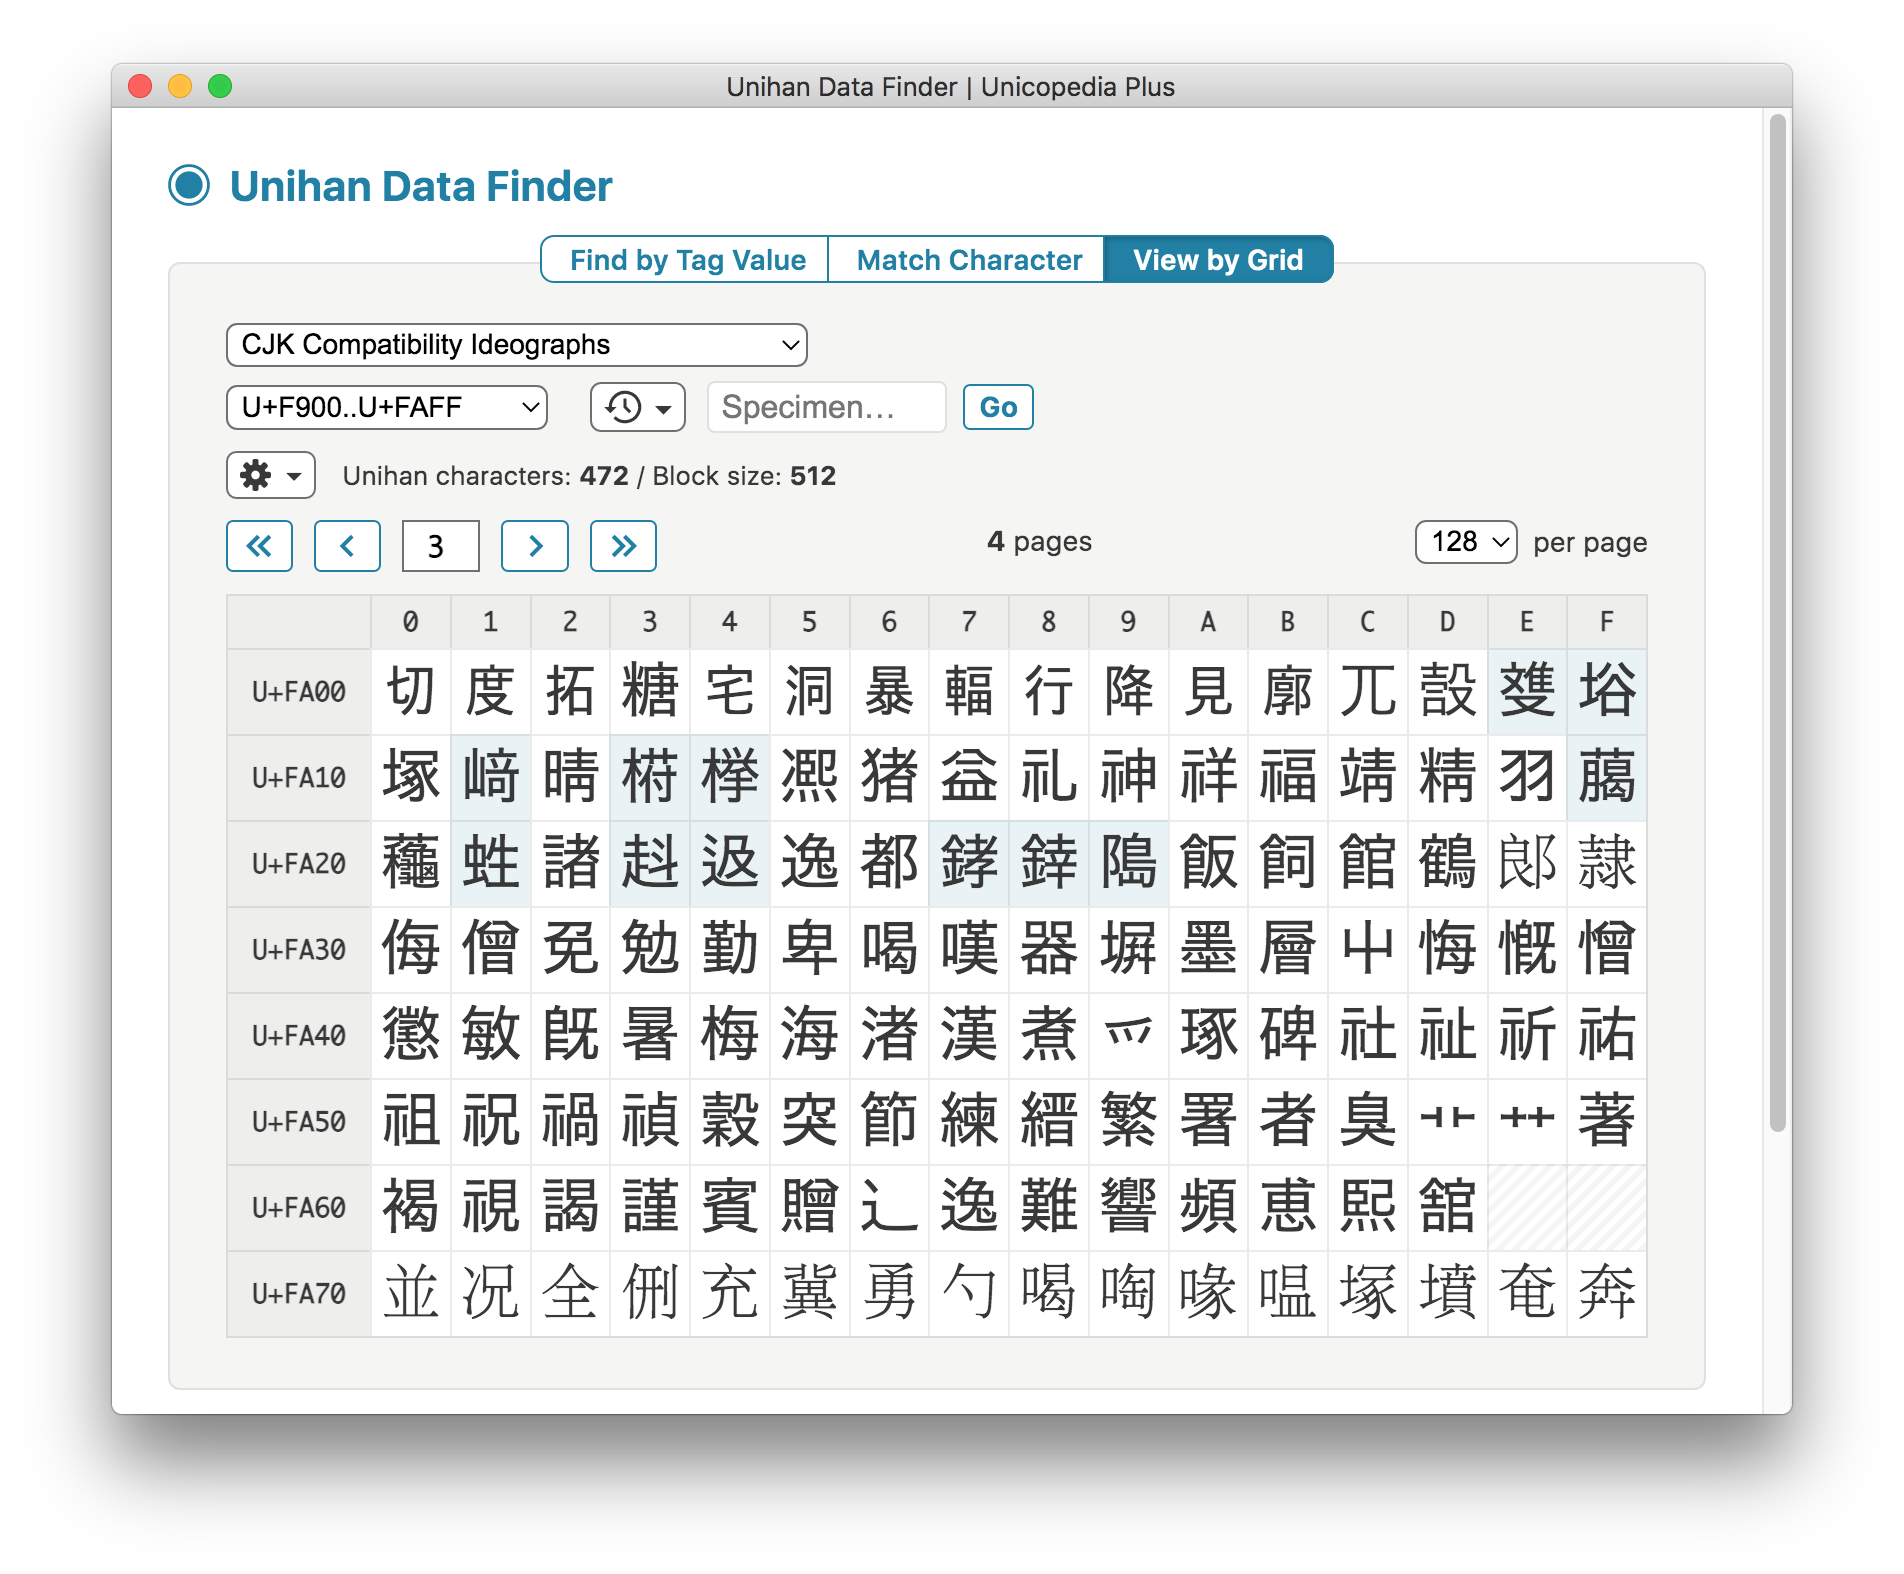 Unihan Data Finder | Unicopedia Plus
Unihan Data Finder
Find by Tag Value Match Character View by Grid
CJK Compatibility Ideographs
U+F900..U+FAFF Specimen... Go
Unihan characters: 472 / Block size: 512
« ‹ 3 › » 4 pages 128 per page
0 1 2 3 4 5 6 7 8 9 A B C D E F
U+FA00 切 度 拓 糖 宅 洞 暴 輻 行 降 見 廓 兀 嗀 﨎 﨏
U+FA10 塚 﨑 晴 﨓 﨔 凞 猪 益 礼 神 祥 福 靖 精 羽 﨟
U+FA20 蘒 﨡 諸 﨣 﨤 逸 都 﨧 﨨 﨩 飯 飼 館 鶴 郞 隷
U+FA30 侮 僧 免 勉 勤 卑 喝 嘆 器 塀 墨 層 屮 悔 慨 憎
U+FA40 懲 敏 既 暑 梅 海 渚 漢 煮 爫 琢 碑 社 祉 祈 祐
U+FA50 祖 祝 禍 禎 穀 突 節 練 縉 繁 署 者 臭 艹 艹 著
U+FA60 褐 視 謁 謹 賓 贈 辶 逸 難 響 頻 恵 𤋮 舘
U+FA70 並 况 全 侀 充 冀 勇 勺 喝 啕 喙 嗢 塚 墳 奄 奔